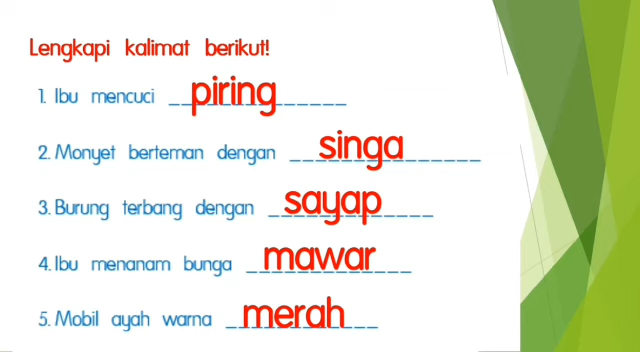 Lengkapi kalimat berikut!
1. Ibu mencuci piring
2. Monyet berteman dengan singa
3. Burung terbang dengan sayap
4. Ibu menanam bunga mawar
5. Mobil ayah warna merah